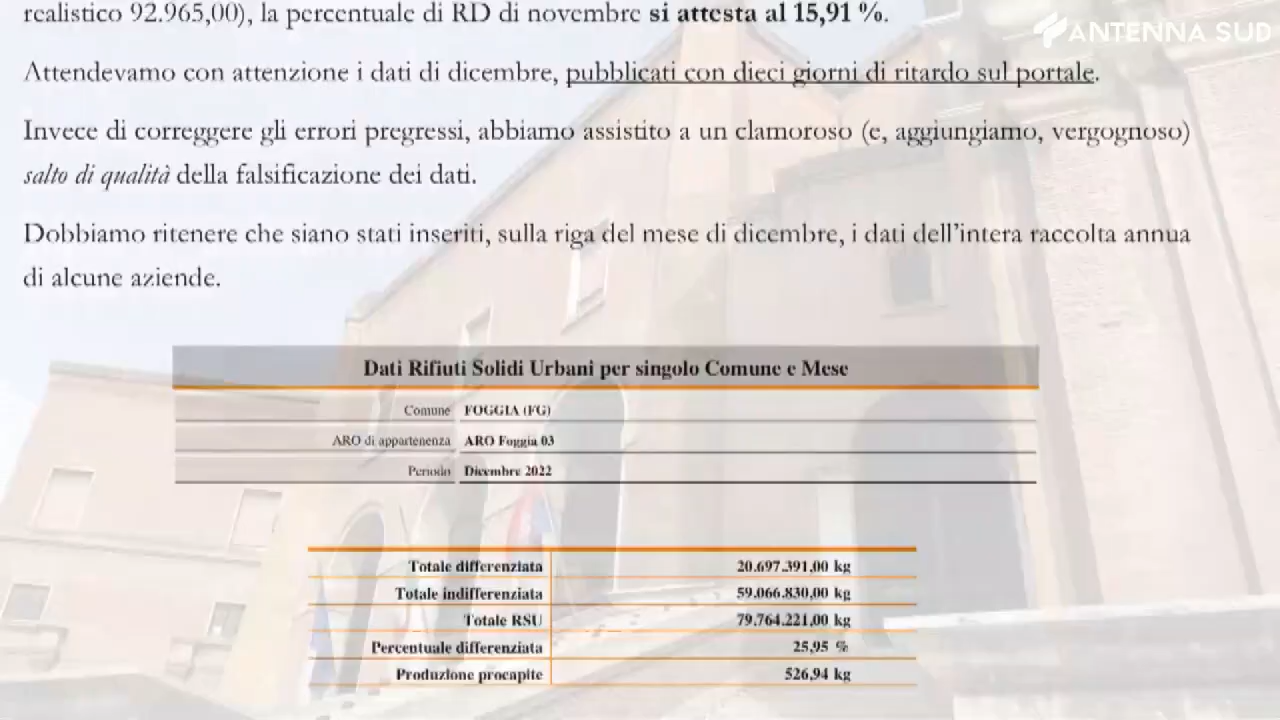 realistico 92.965,00), la percentuale di RD di novembre si attesta al 15,91 %.
ANTENNA SUD
Attendevamo con attenzione i dati di dicembre, pubblicati con dieci giorni di ritardo sul portale.
Invece di correggere gli errori pregressi, abbiamo assistito a un clamoroso (e, aggiungiamo, vergognoso)
salto di qualità della falsificazione dei dati.
Dobbiamo ritenere che siano stati inseriti, sulla riga del mese di dicembre, i dati dell'intera raccolta annua
di alcune aziende.
Dati Rifiuti Solidi Urbani per singolo Comune e Mese
Comune FOGGIA (FG)
ARO di appartenenza ARO Foggia 03
Periodo Dicembre 2022
Totale differenziata 20.697.391,00 kg
Totale indifferenziata 59.066.830,00 kg
Totale RSU 79.764.221,00 kg
Percentuale differenziata 25,95 %
Produzione procapite 526,94 kg